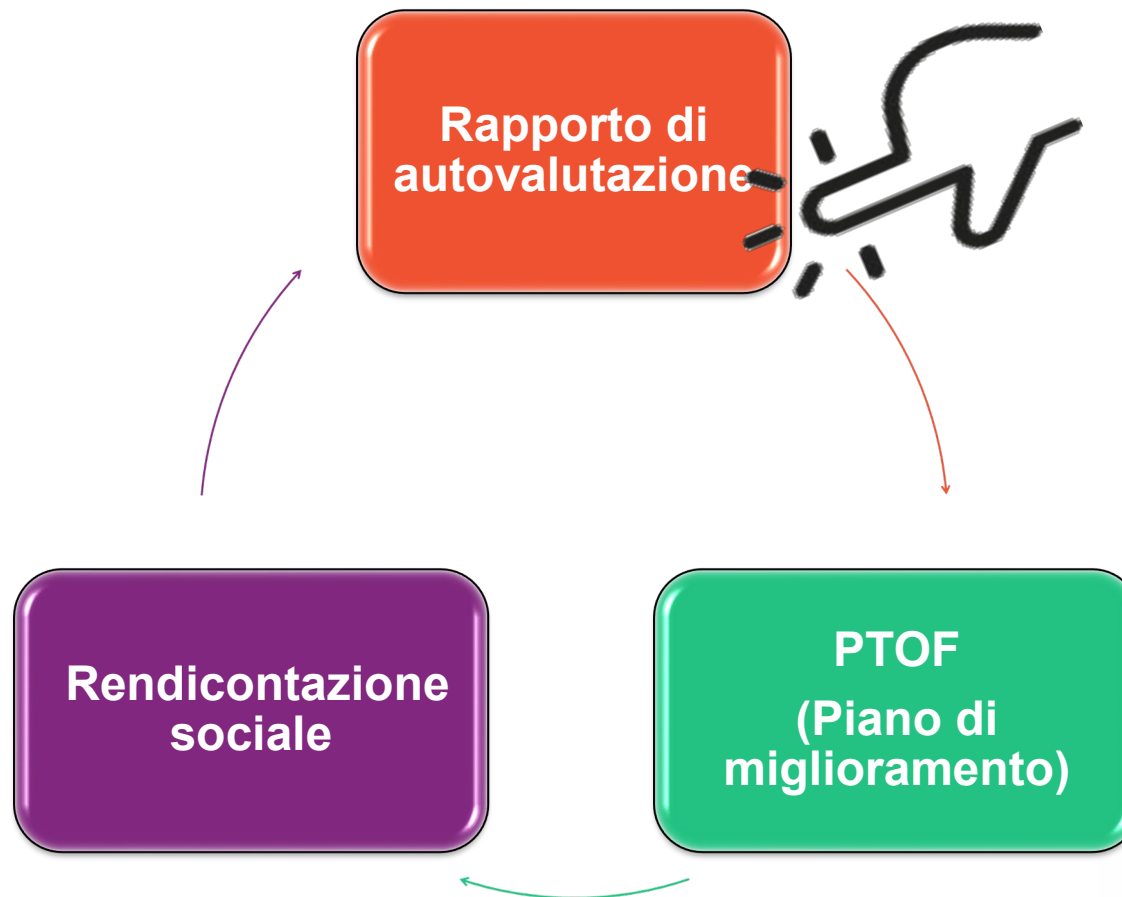 Rapporto di
autovalutazione
PTOF
(Piano di
miglioramento)
Rendicontazione
sociale